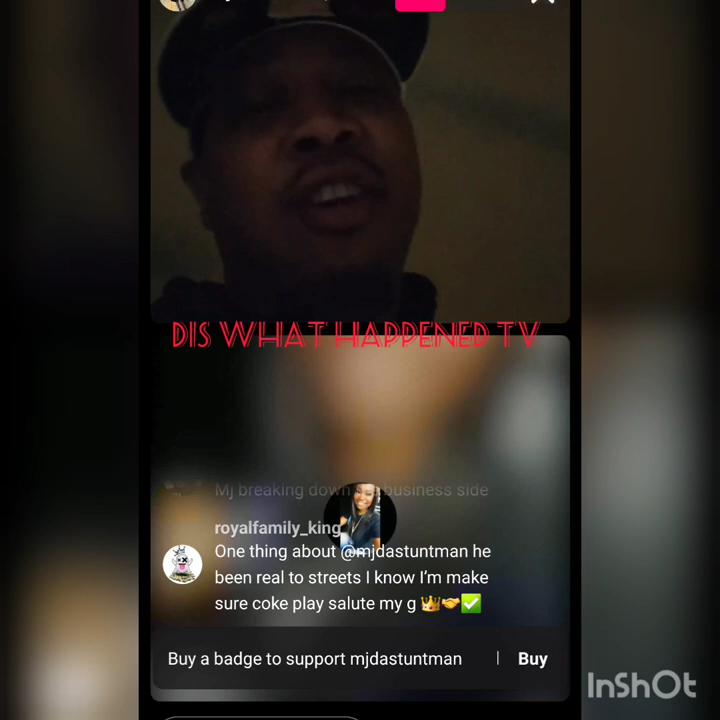 DIS WHAT HAPPENED TV
Mj breaking down the business side
royalfamily_king
One thing about @mjdastuntman he
been real to streets I know I'm make
sure coke play salute my g 👑🤝✅
Buy a badge to support mjdastuntman | Buy
InShOt